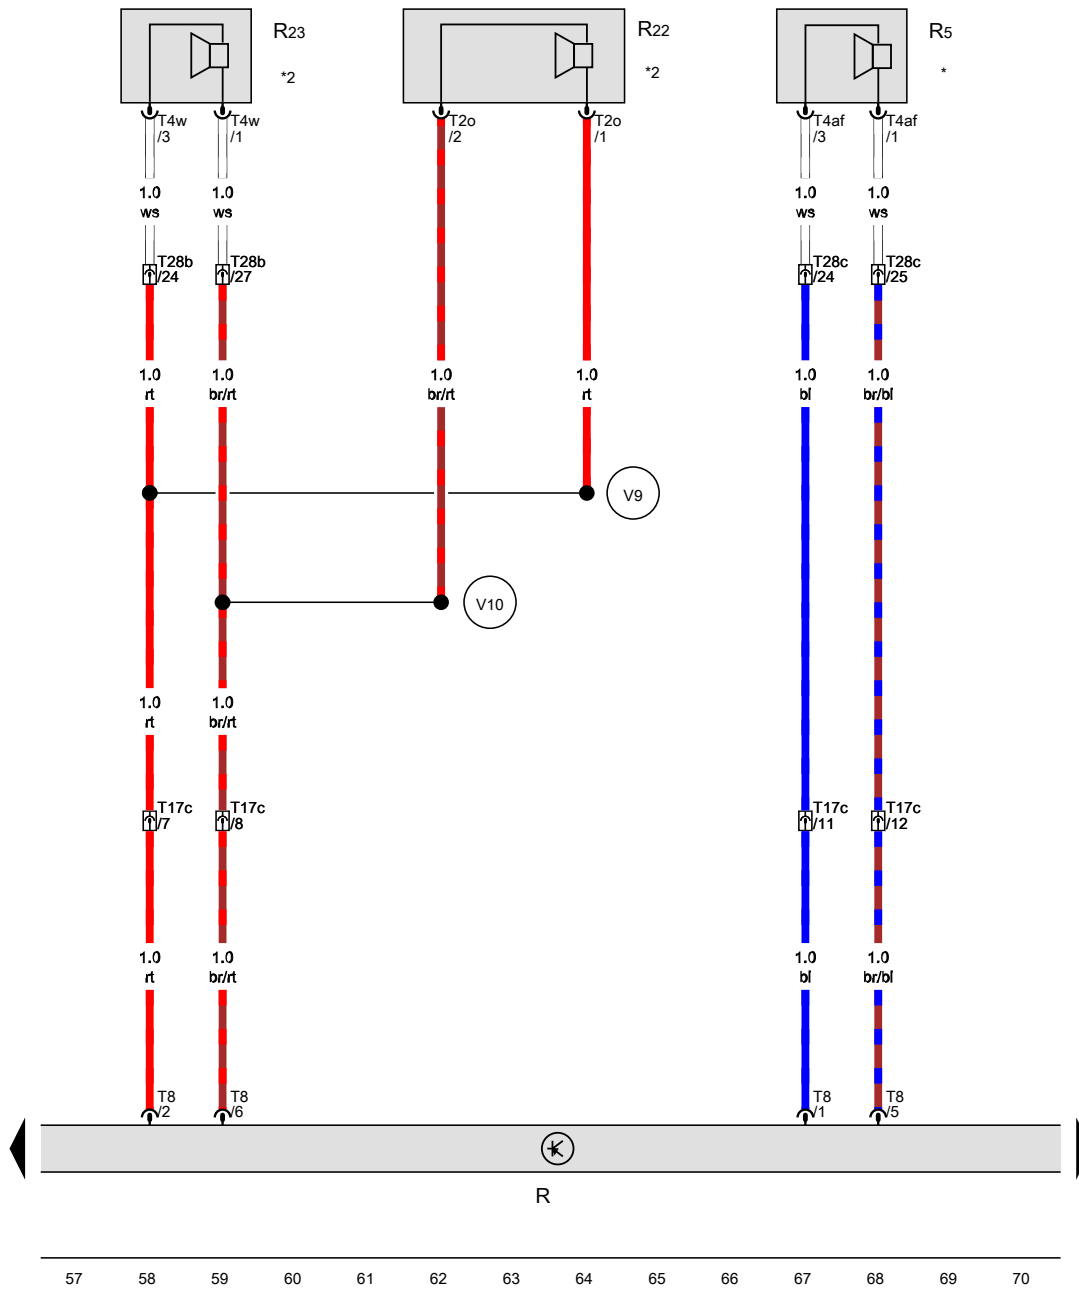 R23
*2
R22
*2
R5
*
T4w
/3
T4w
/1
T2o
/2
T2o
/1
T4af
/3
T4af
/1
1.0
ws
1.0
ws
1.0
ws
1.0
ws
T28b
/24
T28b
/27
T28c
/24
T28c
/25
1.0
rt
1.0
br/rt
1.0
br/rt
1.0
rt
1.0
bl
1.0
br/bl
V9
V10
1.0
rt
1.0
br/rt
T17c
/7
T17c
/8
T17c
/11
T17c
/12
1.0
rt
1.0
br/rt
1.0
bl
1.0
br/bl
T8
/2
T8
/6
T8
/1
T8
/5
R
57 58 59 60 61 62 63 64 65 66 67 68 69 70